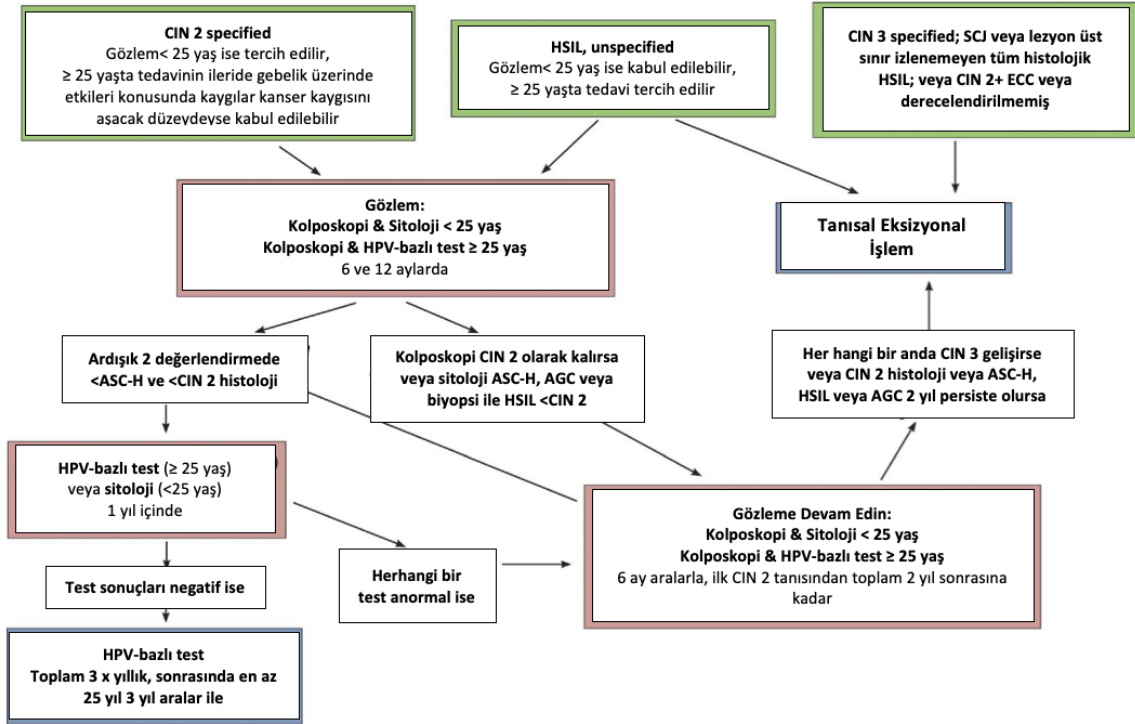 CIN 2 specified
Gözlem< 25 yaş ise tercih edilir,
≥ 25 yaşta tedavinin ileride gebelik üzerinde
etkileri konusunda kaygılar kanser kaygısını
aşacak düzeydeyse kabul edilebilir
HSIL, unspecified
Gözlem< 25 yaş ise kabul edilebilir,
≥ 25 yaşta tedavi tercih edilir
CIN 3 specified; SCJ veya lezyon üst
sınır izlenemeyen tüm histolojik
HSIL; veya CIN 2+ ECC veya
derecelendirilmemiş
Gözlem:
Kolposkopi & Sitoloji < 25 yaş
Kolposkopi & HPV-bazlı test ≥ 25 yaş
6 ve 12 aylarda
Tanısal Eksizyonal
İşlem
Ardışık 2 değerlendirmede
<ASC-H ve <CIN 2 histoloji
Kolposkopi CIN 2 olarak kalırsa
veya sitoloji ASC-H, AGC veya
biyopsi ile HSIL <CIN 2
Her hangi bir anda CIN 3 gelişirse
veya CIN 2 histoloji veya ASC-H,
HSIL veya AGC 2 yıl persiste olursa
HPV-bazlı test (≥ 25 yaş)
veya sitoloji (<25 yaş)
1 yıl içinde
Gözleme Devam Edin:
Kolposkopi & Sitoloji < 25 yaş
Kolposkopi & HPV-bazlı test ≥ 25 yaş
6 ay aralarla, ilk CIN 2 tanısından toplam 2 yıl sonrasına
kadar
Test sonuçları negatif ise
Herhangi bir
test anormal ise
HPV-bazlı test
Toplam 3 x yıllık, sonrasında en az
25 yıl 3 yıl aralar ile